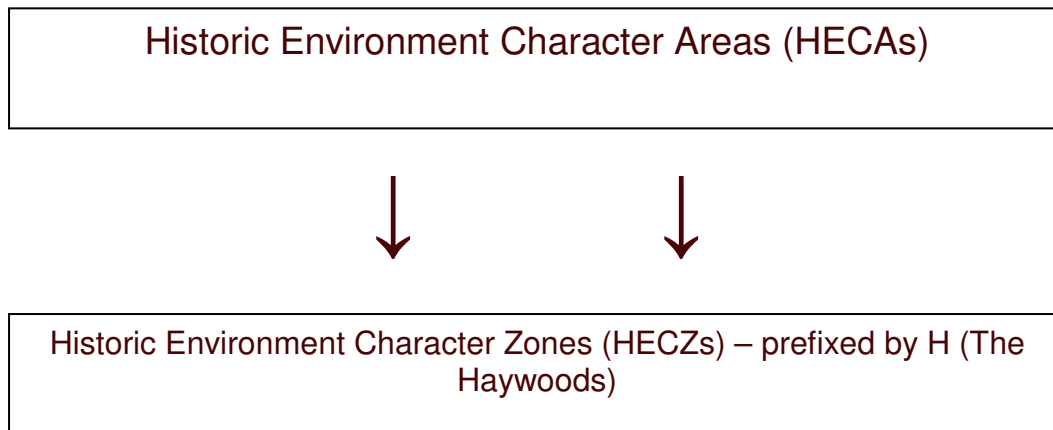 Historic Environment Character Areas (HECAs)
Historic Environment Character Zones (HECZs) – prefixed by H (The
Haywoods)